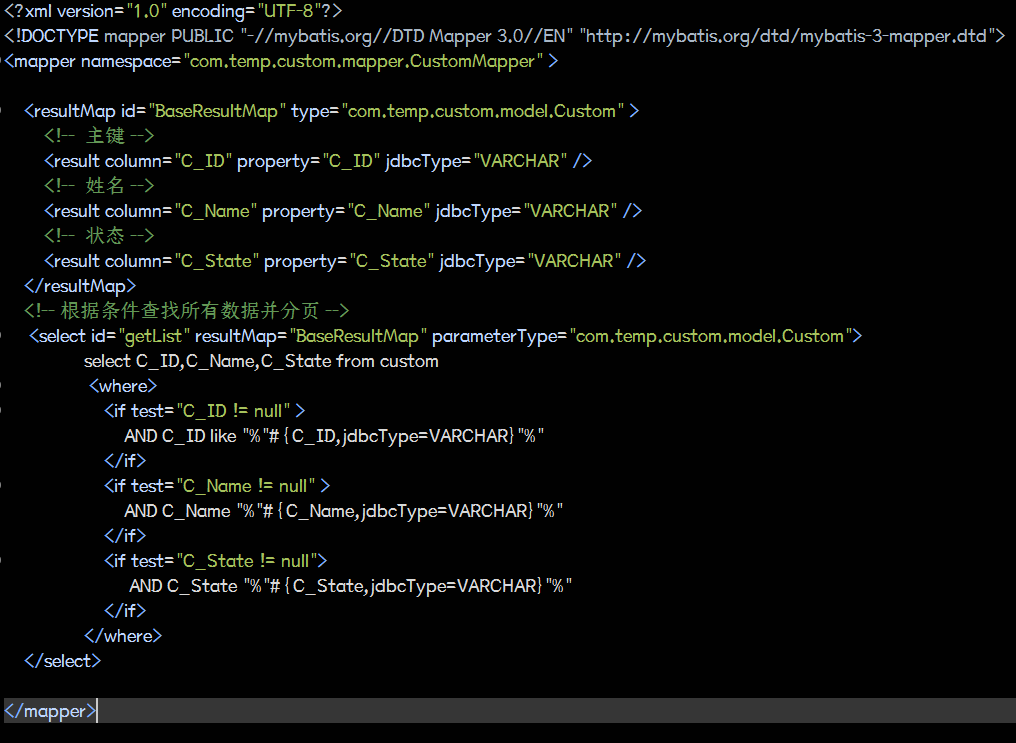 <?xml version="1.0" encoding="UTF-8"?>
<!DOCTYPE mapper PUBLIC "-//mybatis.org//DTD Mapper 3.0//EN" "http://mybatis.org/dtd/mybatis-3-mapper.dtd">
<mapper namespace="com.temp.custom.mapper.CustomMapper" >
<resultMap id="BaseResultMap" type="com.temp.custom.model.Custom" >
<!-- 主键 -->
<result column="C_ID" property="C_ID" jdbcType="VARCHAR" />
<!-- 姓名 -->
<result column="C_Name" property="C_Name" jdbcType="VARCHAR" />
<!-- 状态 -->
<result column="C_State" property="C_State" jdbcType="VARCHAR" />
</resultMap>
<!-- 根据条件查找所有数据并分页 -->
<select id="getList" resultMap="BaseResultMap" parameterType="com.temp.custom.model.Custom">
select C_ID,C_Name,C_State from custom
<where>
<if test="C_ID != null" >
AND C_ID like "%"#{C_ID,jdbcType=VARCHAR}"%"
</if>
<if test="C_Name != null" >
AND C_Name "%"#{C_Name,jdbcType=VARCHAR}"%"
</if>
<if test="C_State != null">
AND C_State "%"#{C_State,jdbcType=VARCHAR}"%"
</if>
</where>
</select>
</mapper>